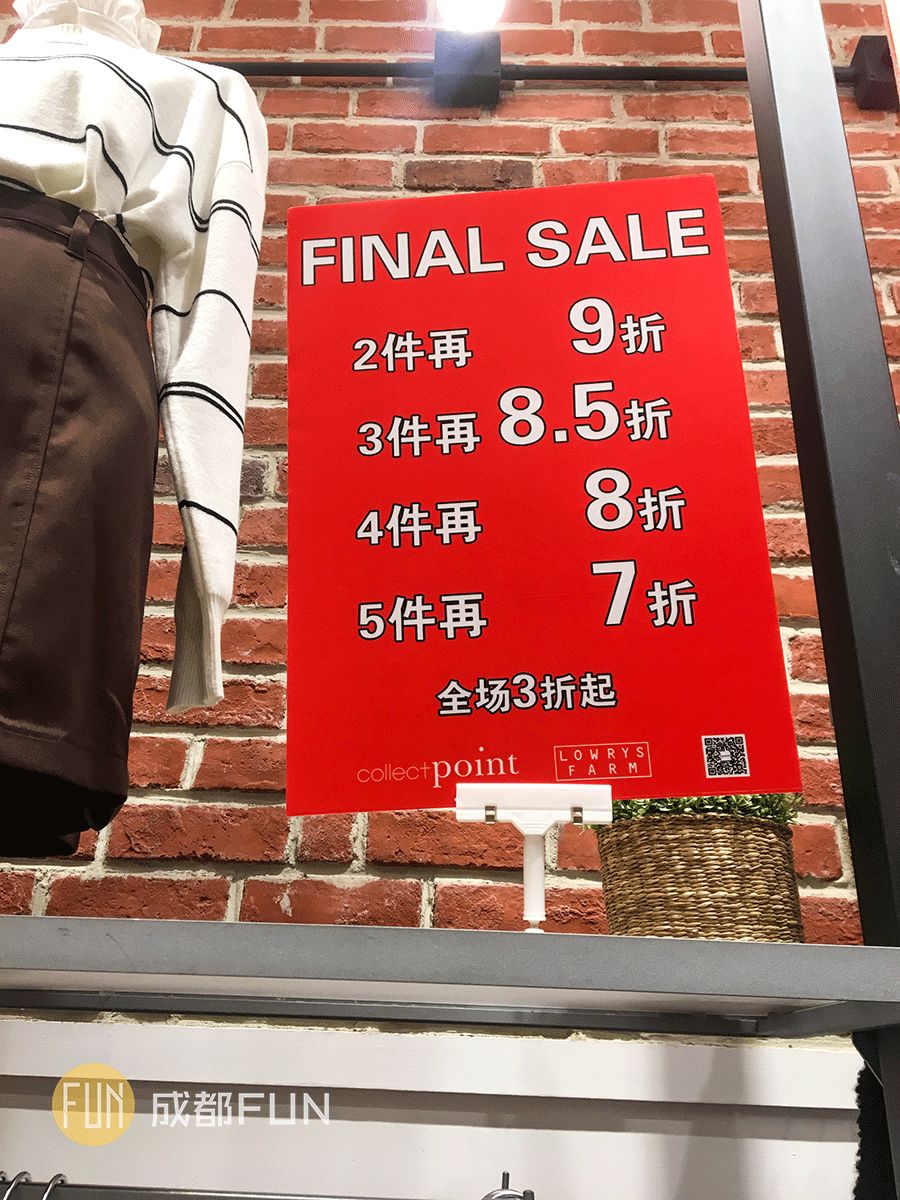 FINAL SALE
2件再 9折
3件再 8.5折
4件再 8折
5件再 7折
全场3折起
collect point
LOWRYS
FARM
FUN 成都FUN